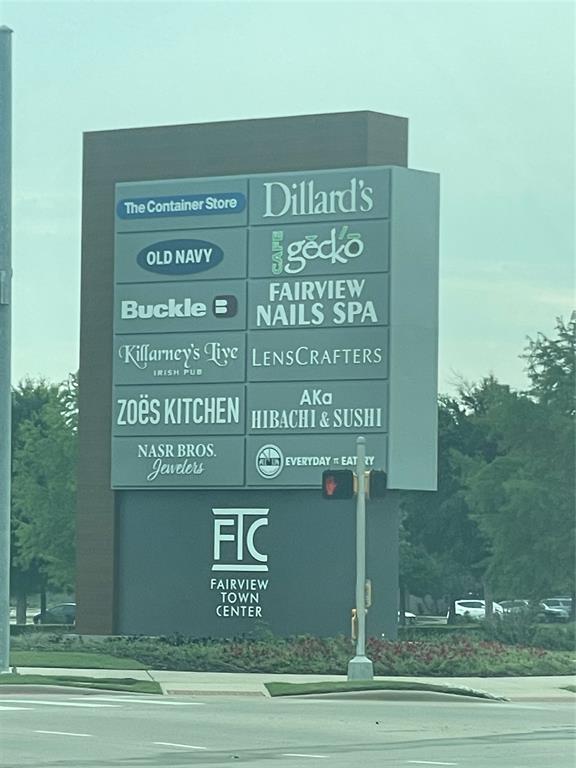 The Container Store
Dillard's
OLD NAVY
CAFE gĕckō
Buckle B
FAIRVIEW
NAILS SPA
Killarney's Live
IRISH PUB
LENSCRAFTERS
ZOËS KITCHEN
AKa
HIBACHI & SUSHI
NASR BROS.
Jewelers
EVERYDAY EATERY
FTC
FAIRVIEW
TOWN
CENTER